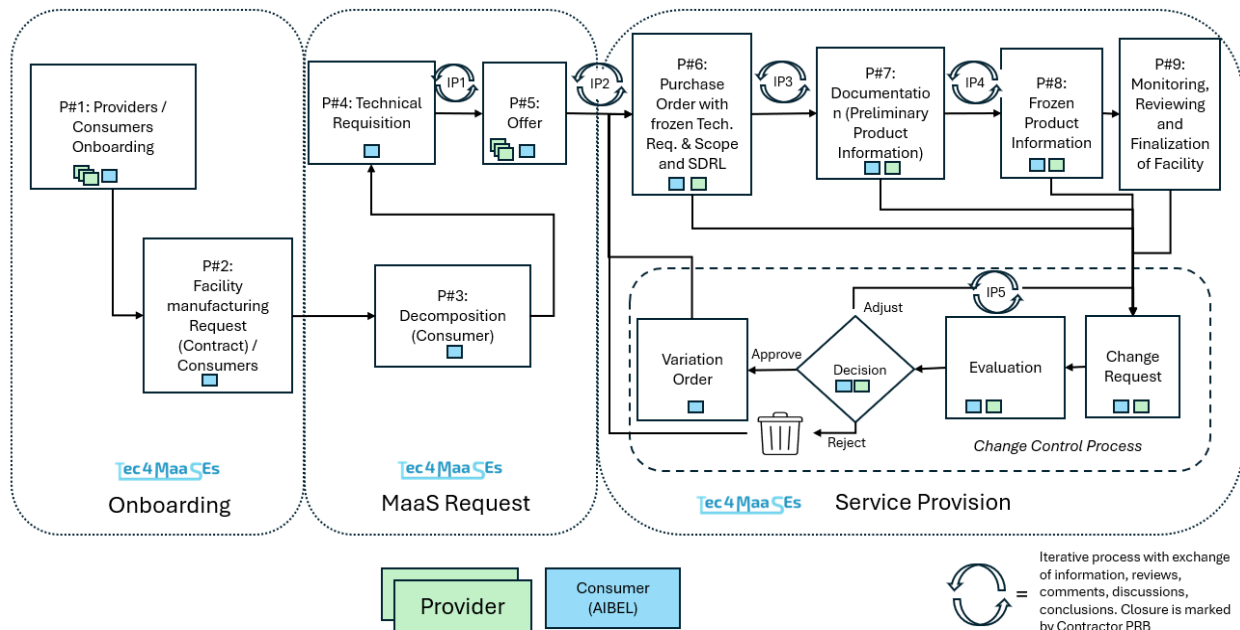 P#1: Providers /
Consumers
Onboarding
P#2:
Facility
manufacturing
Request
(Contract) /
Consumers
Tec4MaaSEs
Onboarding
P#4: Technical
Requisition
IP1
P#5:
Offer
IP2
P#3:
Decomposition
(Consumer)
Tec4MaaSEs
MaaS Request
P#6:
Purchase
Order with
frozen Tech.
Req. & Scope
and SDRL
IP3
P#7:
Documentatio
n (Preliminary
Product
Information)
IP4
P#8:
Frozen
Product
Information
P#9:
Monitoring,
Reviewing
and
Finalization
of Facility
IP5
Adjust
Variation
Order
Approve
Decision
Evaluation
Change
Request
Reject
Change Control Process
Tec4MaaSEs
Service Provision
Provider
Consumer
(AIBEL)
=
Iterative process with exchange
of information, reviews,
comments, discussions,
conclusions. Closure is marked
by Contractor PRB